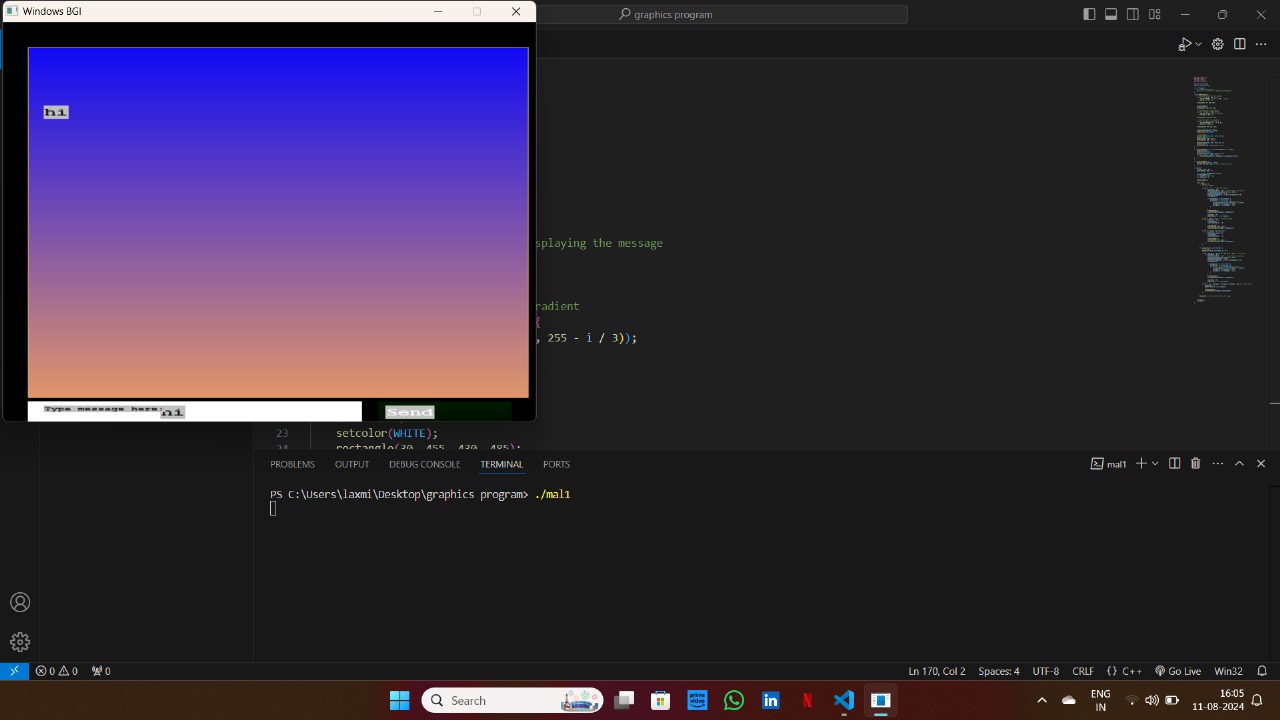 Windows BGI
graphics program
hi
splaying the message
radient
{
, 255 - i / 3));
Type message here:hi
Send
23
setcolor(WHITE);
24
rectangle(30, 455, 430, 485);
PROBLEMS
OUTPUT
DEBUG CONSOLE
TERMINAL
PORTS
mal1
PS C:\Users\laxmi\Desktop\graphics program> ./mal1
0 0
0
Ln 170, Col 2
Spaces: 4
UTF-8
CRLF
{} C++
Go Live
Win32
Search
prime video
N
in
ENG
IN
16:05
11-08-2024